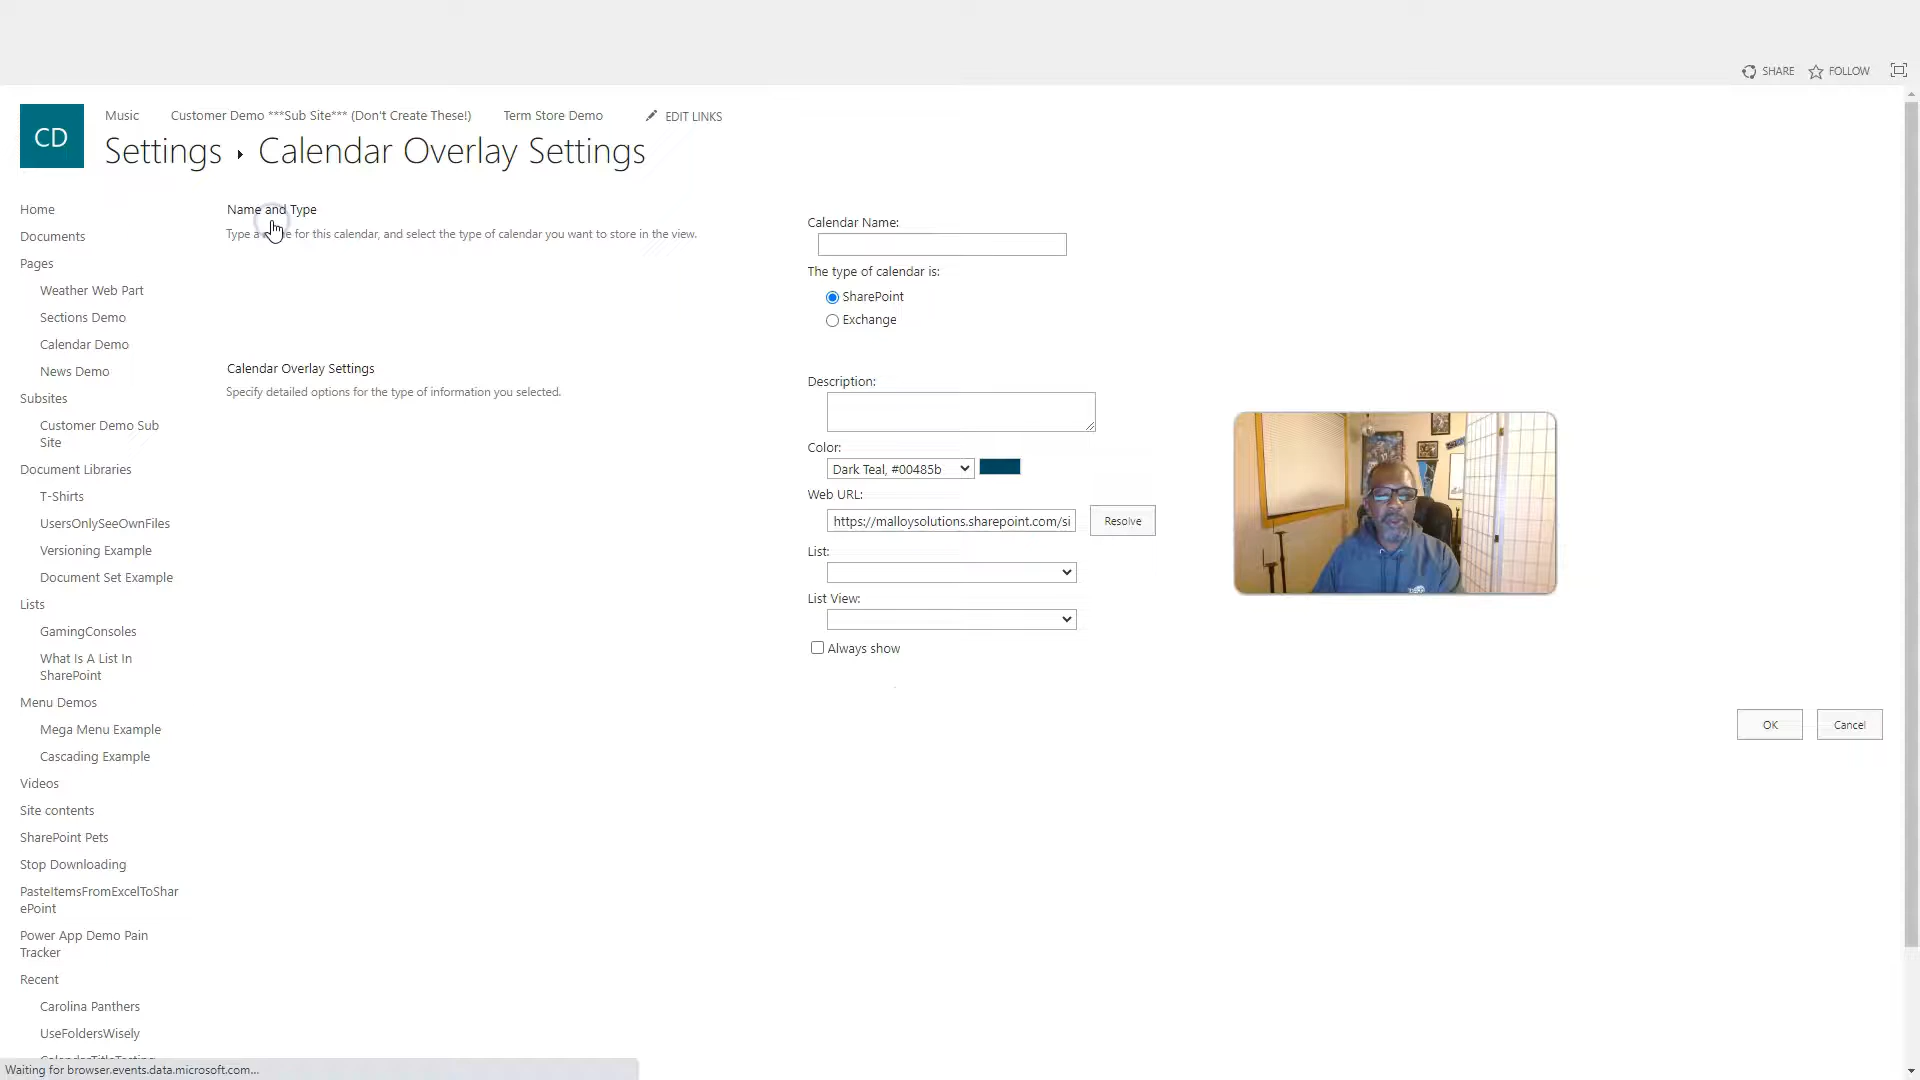 SHARE
FOLLOW
CD
Music
Customer Demo ***Sub Site*** (Don't Create These!)
Term Store Demo
EDIT LINKS
Settings ▸ Calendar Overlay Settings
Home
Documents
Pages
Weather Web Part
Sections Demo
Calendar Demo
News Demo
Subsites
Customer Demo Sub
Site
Document Libraries
T-Shirts
UsersOnlySeeOwnFiles
Versioning Example
Document Set Example
Lists
GamingConsoles
What Is A List In
SharePoint
Menu Demos
Mega Menu Example
Cascading Example
Videos
Site contents
SharePoint Pets
Stop Downloading
PasteItemsFromExcelToShar
ePoint
Power App Demo Pain
Tracker
Recent
Carolina Panthers
UseFoldersWisely
Name and Type
Type a for this calendar, and select the type of calendar you want to store in the view.
Calendar Name:
The type of calendar is:
SharePoint
Exchange
Calendar Overlay Settings
Specify detailed options for the type of information you selected.
Description:
Color:
Dark Teal, #00485b
Web URL:
https://malloysolutions.sharepoint.com/si
Resolve
List:
List View:
Always show
OK
Cancel
Waiting for browser.events.data.microsoft.com...